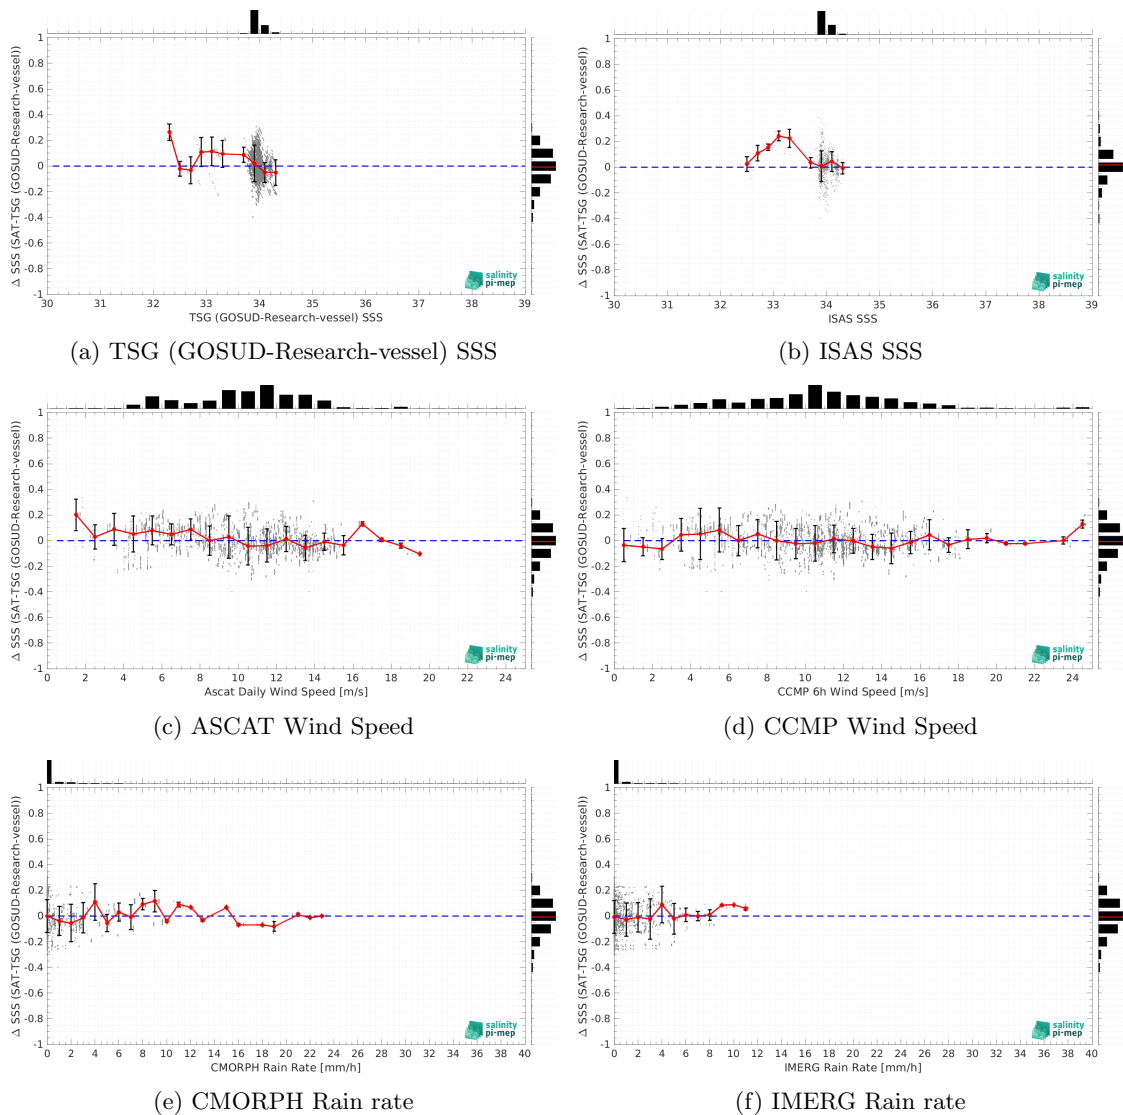 1
0.8
0.6
0.4
0.2
0
-0.2
-0.4
-0.6
-0.8
-1
Δ SSS (SAT-TSG (GOSUD-Research-vessel))
salinity
pi-mep
30 31 32 33 34 35 36 37 38 39
TSG (GOSUD-Research-vessel) SSS
(a) TSG (GOSUD-Research-vessel) SSS
1
0.8
0.6
0.4
0.2
0
-0.2
-0.4
-0.6
-0.8
-1
Δ SSS (SAT-TSG (GOSUD-Research-vessel))
salinity
pi-mep
30 31 32 33 34 35 36 37 38 39
ISAS SSS
(b) ISAS SSS
1
0.8
0.6
0.4
0.2
0
-0.2
-0.4
-0.6
-0.8
-1
Δ SSS (SAT-TSG (GOSUD-Research-vessel))
salinity
pi-mep
0 2 4 6 8 10 12 14 16 18 20 22 24
Ascat Daily Wind Speed [m/s]
(c) ASCAT Wind Speed
1
0.8
0.6
0.4
0.2
0
-0.2
-0.4
-0.6
-0.8
-1
Δ SSS (SAT-TSG (GOSUD-Research-vessel))
salinity
pi-mep
0 2 4 6 8 10 12 14 16 18 20 22 24
CCMP 6h Wind Speed [m/s]
(d) CCMP Wind Speed
1
0.8
0.6
0.4
0.2
0
-0.2
-0.4
-0.6
-0.8
-1
Δ SSS (SAT-TSG (GOSUD-Research-vessel))
salinity
pi-mep
0 2 4 6 8 10 12 14 16 18 20 22 24 26 28 30 32 34 36 38 40
CMORPH Rain Rate [mm/h]
(e) CMORPH Rain rate
1
0.8
0.6
0.4
0.2
0
-0.2
-0.4
-0.6
-0.8
-1
Δ SSS (SAT-TSG (GOSUD-Research-vessel))
salinity
pi-mep
0 2 4 6 8 10 12 14 16 18 20 22 24 26 28 30 32 34 36 38 40
IMERG Rain Rate [mm/h]
(f) IMERG Rain rate